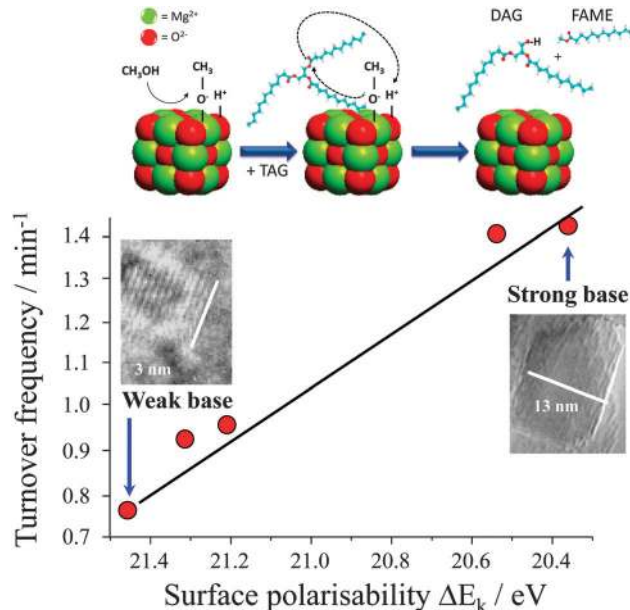 = Mg²⁺
= O²⁻
CH₃OH
CH₃
O⁻ H⁺
+ TAG
CH₃
O⁻ H⁺
DAG FAME
H
+
Turnover frequency / min⁻¹
1.4
1.3
1.2
1.1
1.0
0.9
0.8
0.7
3 nm
Weak base
Strong base
13 nm
21.4 21.2 21.0 20.8 20.6 20.4
Surface polarisability ΔEₖ / eV